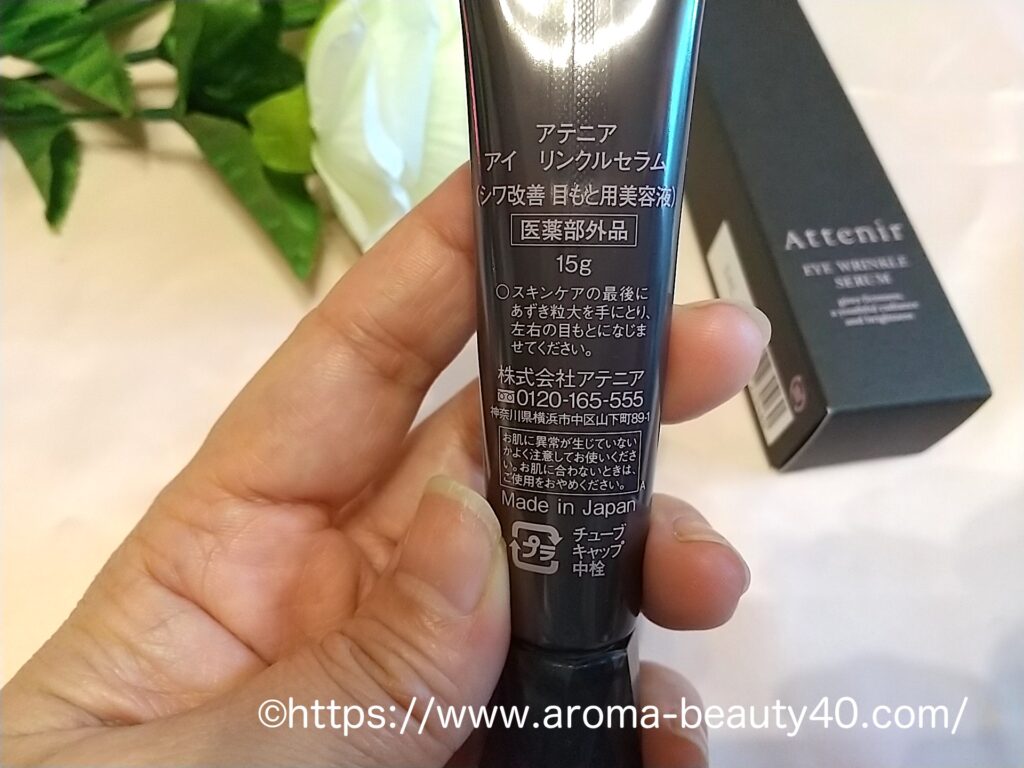 アテニア
アイ リンクルセラム
(シワ改善 目もと用美容液)
医薬部外品
15g
○スキンケアの最後に
あずき粒大を手にとり、
左右の目もとになじま
せてください。
株式会社アテニア
0120-165-555
神奈川県横浜市中区山下町89-1
お肌に異常が生じていない
かよく注意してお使いくださ
い。お肌に合わないときは、
ご使用をおやめください。
A
Made in Japan
プラ
チューブ
キャップ
中栓
Attenir
EYE WRINKLE
SERUM
and brightness
©https://www.aroma-beauty40.com/